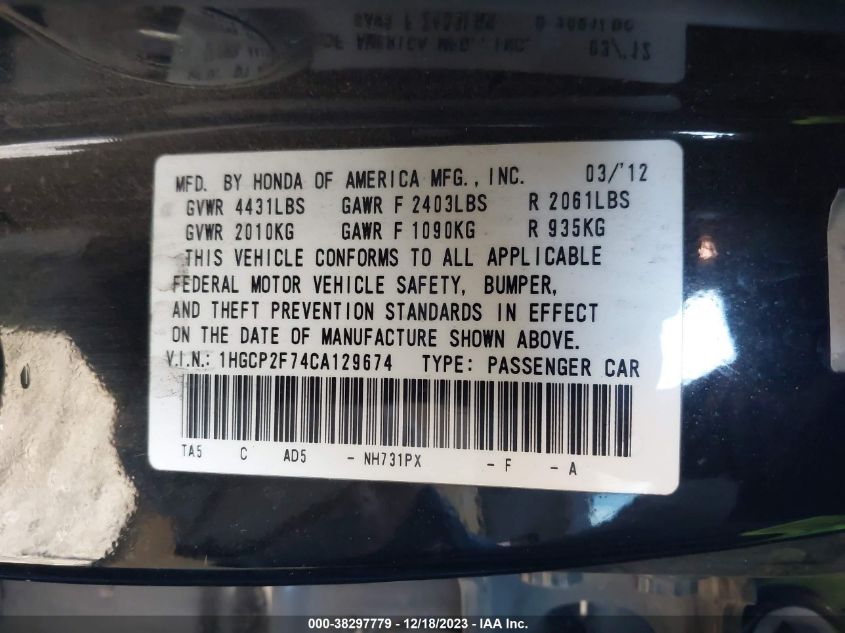 03/'12
MFD. BY HONDA OF AMERICA MFG., INC. 03/'12
GVWR 4431LBS GAWR F 2403LBS R 2061LBS
GVWR 2010KG GAWR F 1090KG R 935KG
THIS VEHICLE CONFORMS TO ALL APPLICABLE
FEDERAL MOTOR VEHICLE SAFETY, BUMPER,
AND THEFT PREVENTION STANDARDS IN EFFECT
ON THE DATE OF MANUFACTURE SHOWN ABOVE.
V.I.N.: 1HGCP2F74CA129674 TYPE: PASSENGER CAR
TA5 C AD5 - NH731PX - F - A
000-38297779 - 12/18/2023 - IAA Inc.